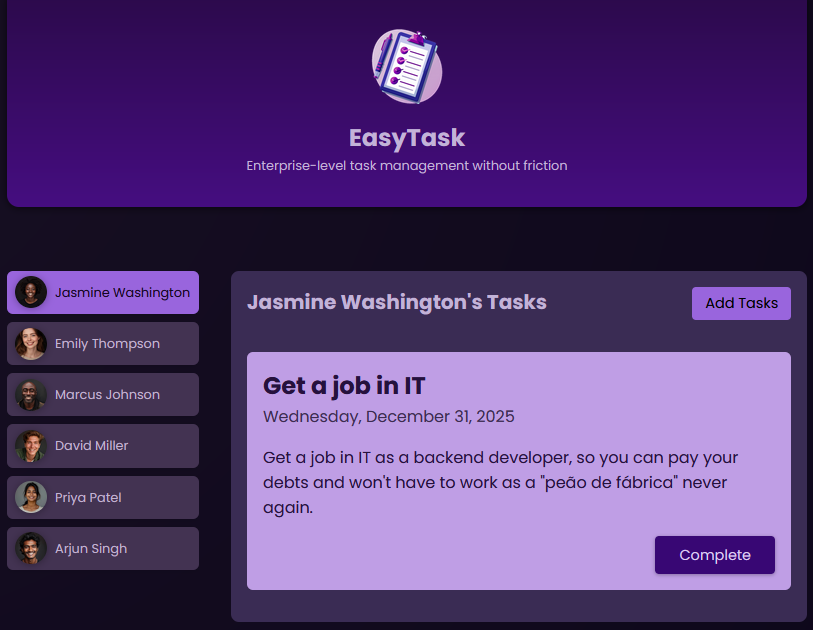 EasyTask
Enterprise-level task management without friction
Jasmine Washington
Emily Thompson
Marcus Johnson
David Miller
Priya Patel
Arjun Singh
Jasmine Washington's Tasks
Add Tasks
Get a job in IT
Wednesday, December 31, 2025
Get a job in IT as a backend developer, so you can pay your
debts and won't have to work as a "peão de fábrica" never
again.
Complete